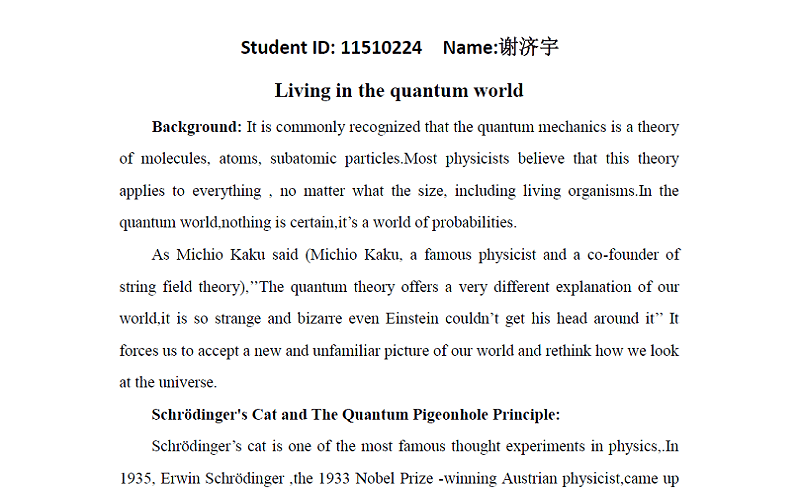 Student ID: 11510224 Name:谢济宇
Living in the quantum world
Background: It is commonly recognized that the quantum mechanics is a theory
of molecules, atoms, subatomic particles.Most physicists believe that this theory
applies to everything , no matter what the size, including living organisms.In the
quantum world,nothing is certain,it’s a world of probabilities.
As Michio Kaku said (Michio Kaku, a famous physicist and a co-founder of
string field theory),’’The quantum theory offers a very different explanation of our
world,it is so strange and bizarre even Einstein couldn’t get his head around it’’ It
forces us to accept a new and unfamiliar picture of our world and rethink how we look
at the universe.
Schrödinger's Cat and The Quantum Pigeonhole Principle:
Schrödinger’s cat is one of the most famous thought experiments in physics,.In
1935, Erwin Schrödinger ,the 1933 Nobel Prize -winning Austrian physicist,came up